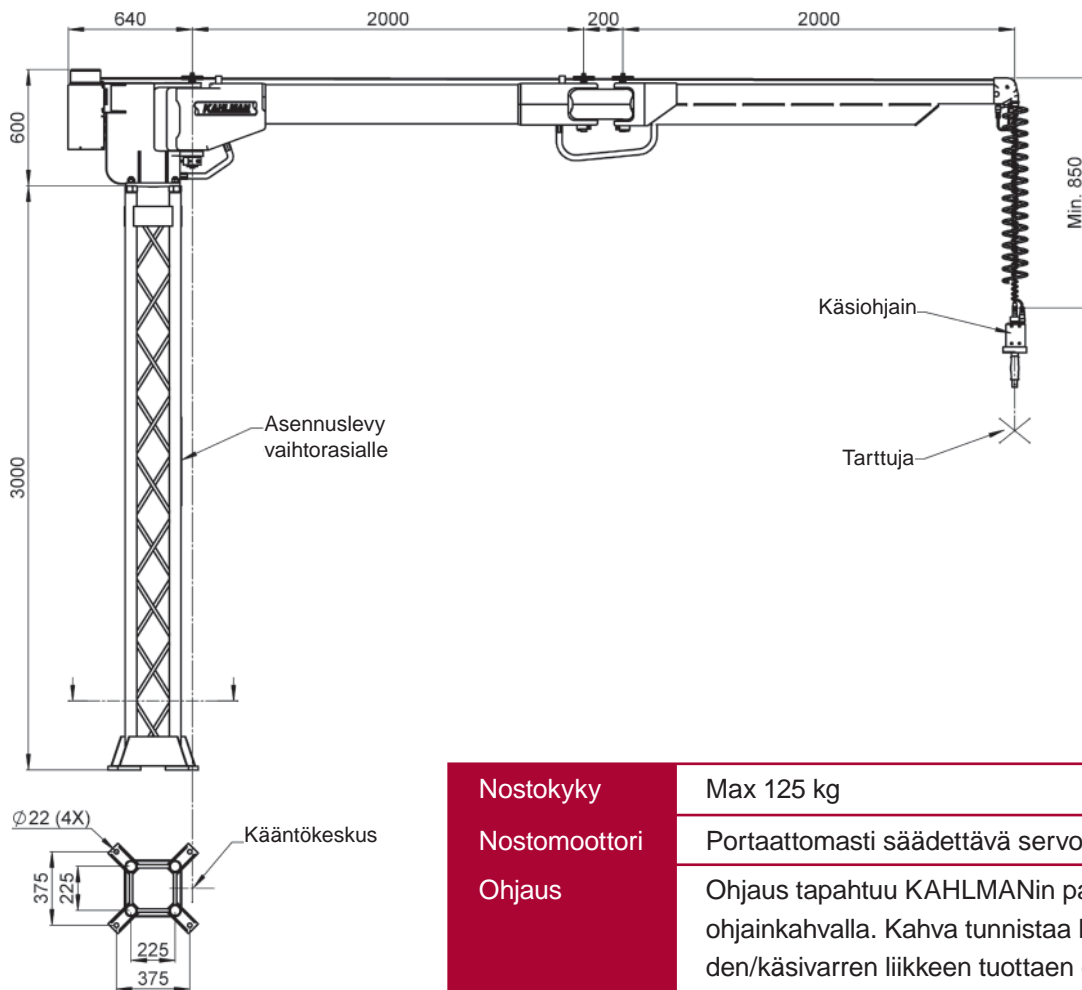 640
2000
200
2000
KAHLMAN
600
Min. 850
Käsiohjain
Asennuslevy
vaihtorasialle
Tarttuja
3000
Nostokyky
Max 125 kg
Nostomoottori
Portaattomasti säädettävä servo
Ohjaus
Ohjaus tapahtuu KAHLMANin pa
ohjainkahvalla. Kahva tunnistaa
den/käsivarren liikkeen tuottaen
Ø22 (4X)
Kääntökeskus
375
225
225
375